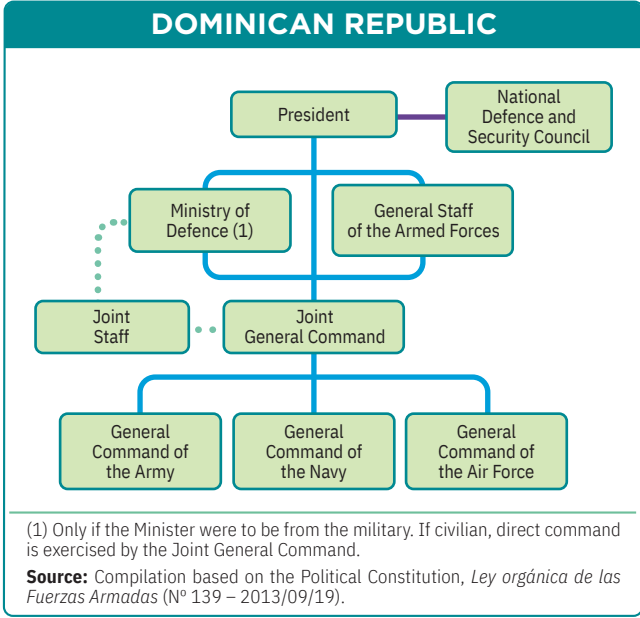 DOMINICAN REPUBLIC
President
National
Defence and
Security Council
Ministry of
Defence (1)
General Staff
of the Armed Forces
Joint
Staff
Joint
General Command
General
Command of
the Army
General
Command of
the Navy
General
Command of
the Air Force
(1) Only if the Minister were to be from the military. If civilian, direct command
is exercised by the Joint General Command.
Source: Compilation based on the Political Constitution, Ley orgánica de las
Fuerzas Armadas (Nº 139 – 2013/09/19).